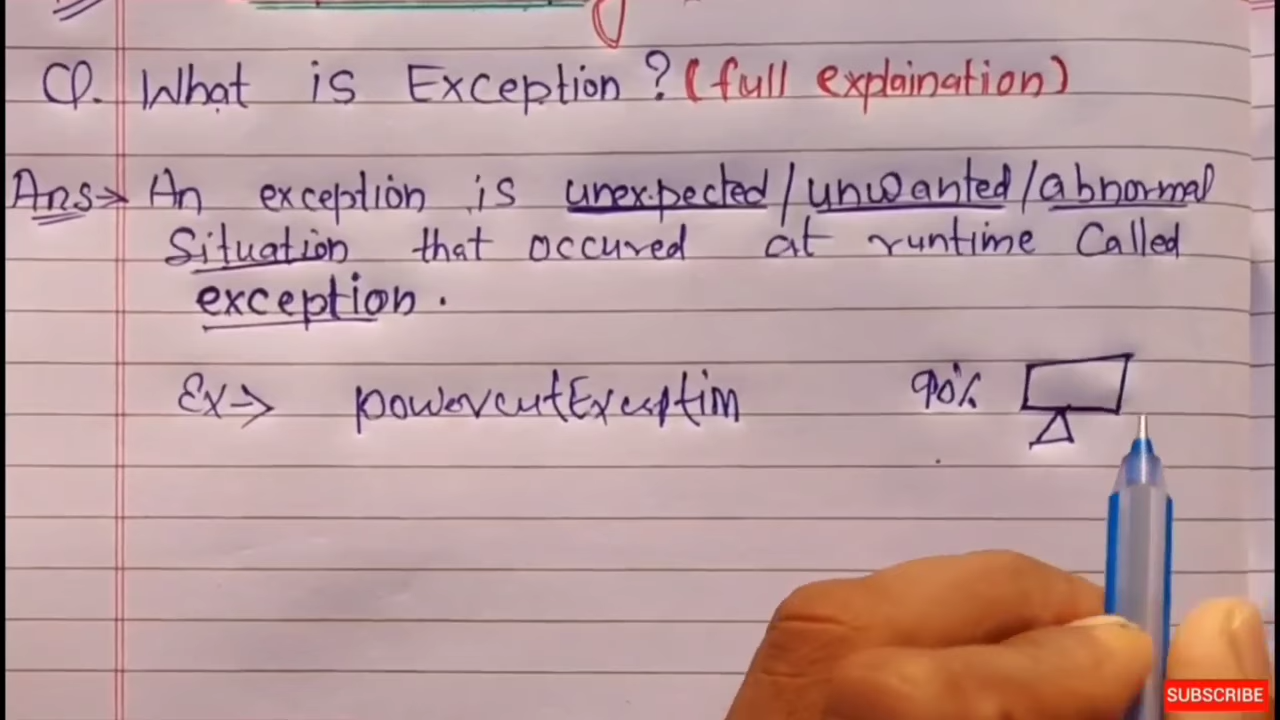 Q. What is Exception? (full explaination)
Ans→ An exception is unexpected/unwanted/abnormal
Situation that occured at runtime Called
exception.
Ex→ powercutException 90%
SUBSCRIBE